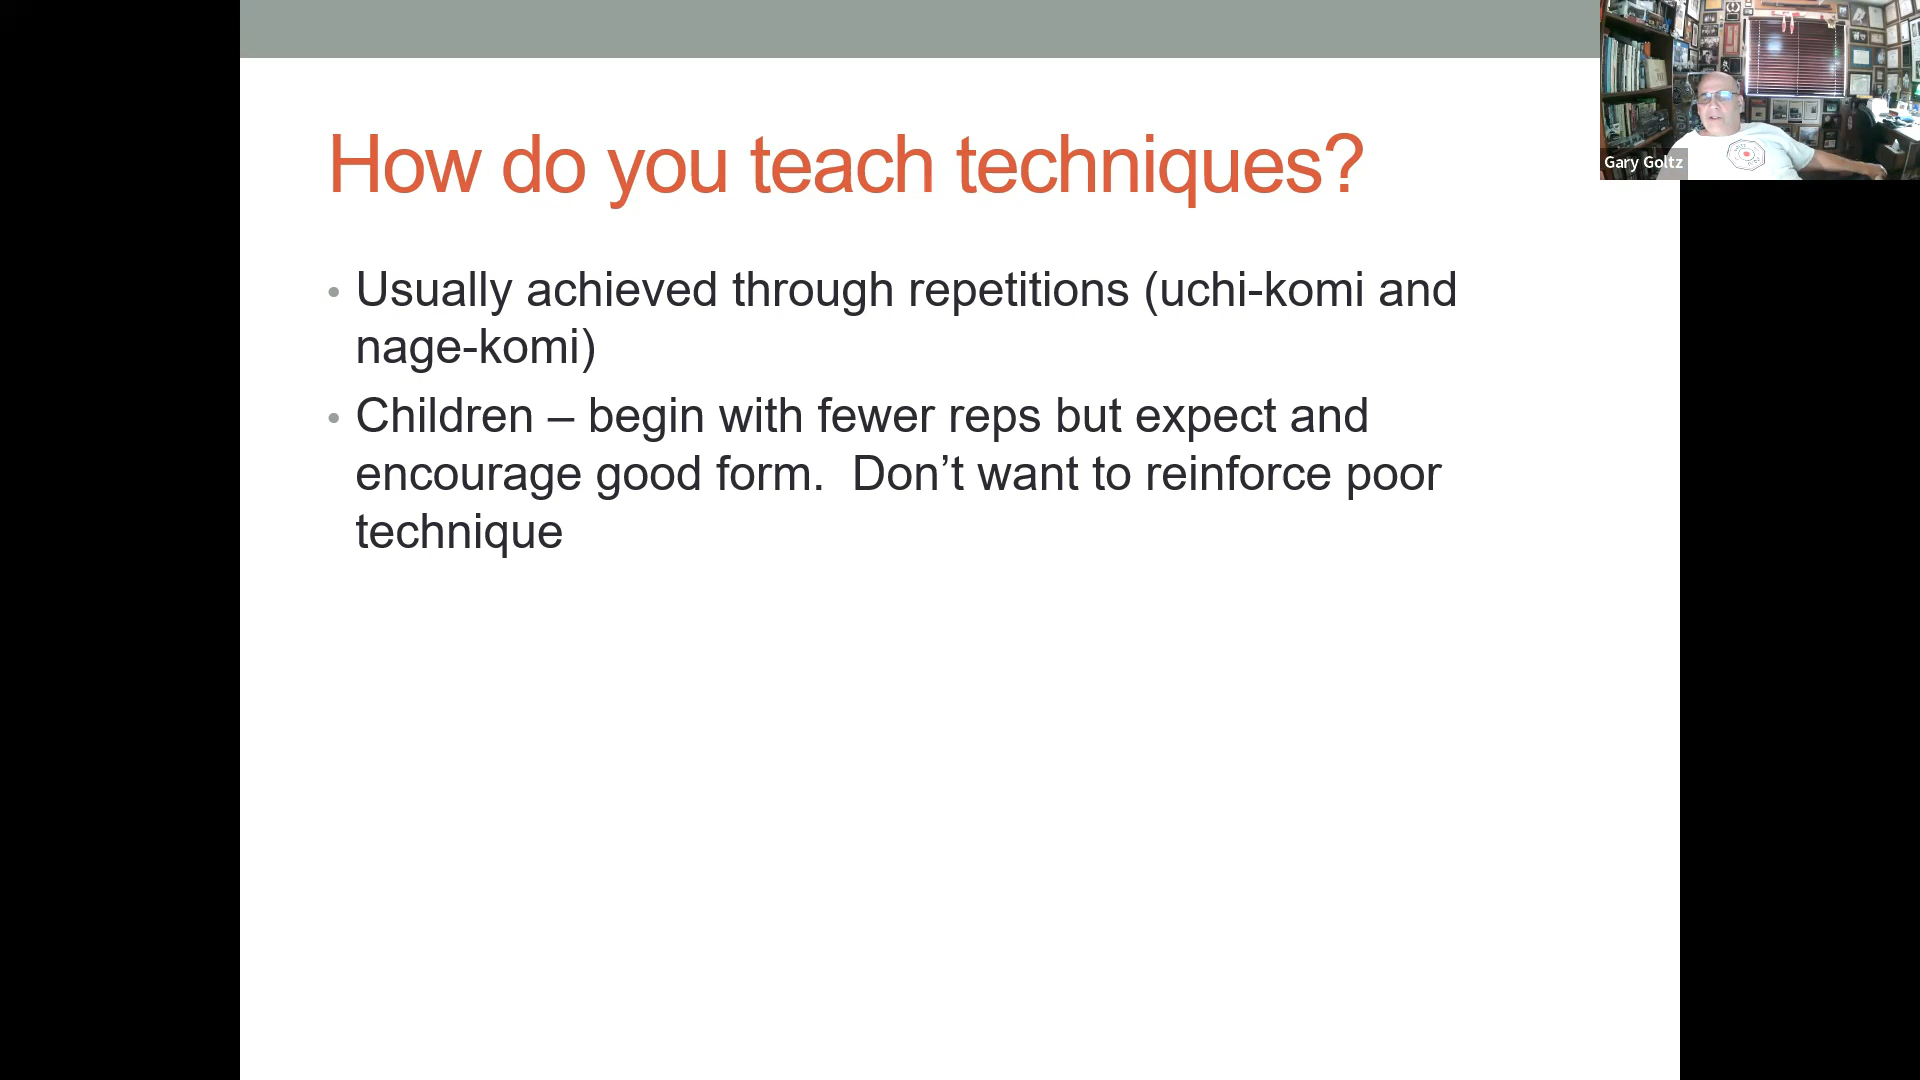 How do you teach techniques?
• Usually achieved through repetitions (uchi-komi and
nage-komi)
• Children – begin with fewer reps but expect and
encourage good form.  Don’t want to reinforce poor
technique
Gary Goltz